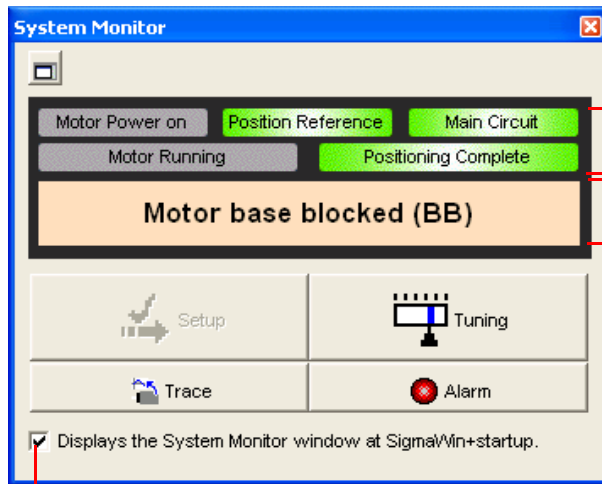 System Monitor
Motor Power on Position Reference Main Circuit
Motor Running Positioning Complete
Motor base blocked (BB)
Setup Tuning
Trace Alarm
Displays the System Monitor window at SigmaWin+startup.